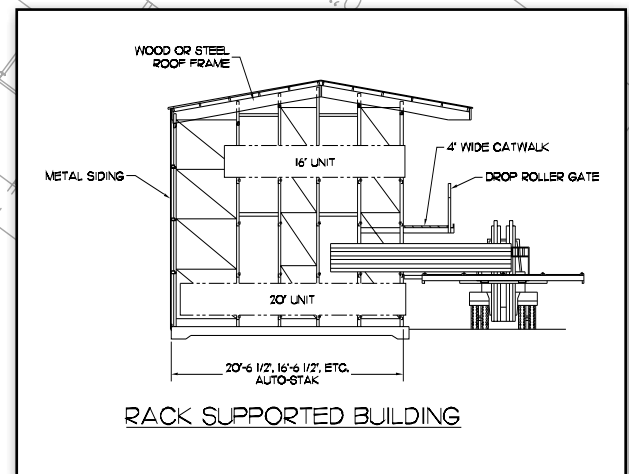 WOOD OR STEEL
ROOF FRAME
16' UNIT
4' WIDE CATWALK
METAL SIDING
DROP ROLLER GATE
20' UNIT
20'-6 1/2", 16'-6 1/2", ETC.
AUTO-STAK
RACK SUPPORTED BUILDING